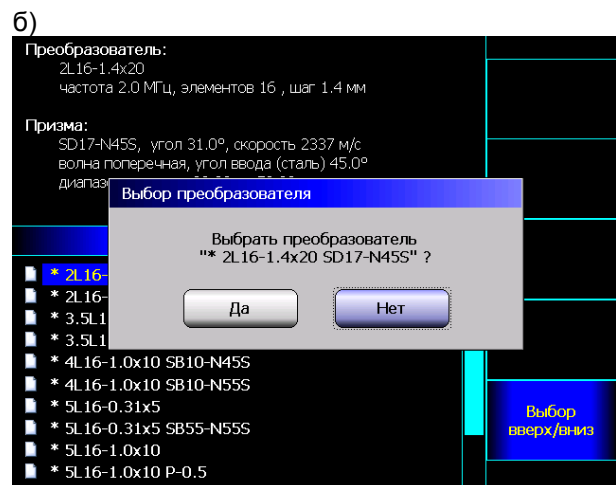 б)
Преобразователь:
2L16-1.4x20
частота 2.0 МГц, элементов 16 , шаг 1.4 мм
Призма:
SD17-N45S, угол 31.0º, скорость 2337 м/с
волна поперечная, угол ввода (сталь) 45.0º
Выбор преобразователя
Выбрать преобразователь
"* 2L16-1.4x20 SD17-N45S" ?
Да Нет
* 2L16-
* 2L16-
* 3.5L1
* 3.5L1
* 4L16-1.0x10 SB10-N45S
* 4L16-1.0x10 SB10-N55S
* 5L16-0.31x5
* 5L16-0.31x5 SB55-N55S
* 5L16-1.0x10
* 5L16-1.0x10 P-0.5
Выбор
вверх/вниз